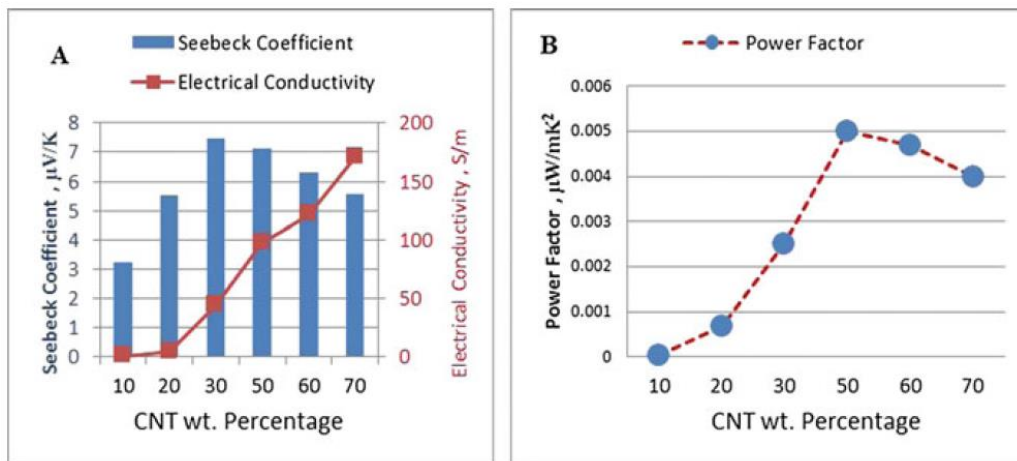 A
Seebeck Coefficient
Electrical Conductivity
Seebeck Coefficient , µV/K
8
7
6
5
4
3
2
1
0
200
150
100
50
0
Electrical Conductivity , S/m
10 20 30 50 60 70
CNT wt. Percentage
B
Power Factor
Power Factor , µW/mK²
0.006
0.005
0.004
0.003
0.002
0.001
0
10 20 30 50 60 70
CNT wt. Percentage